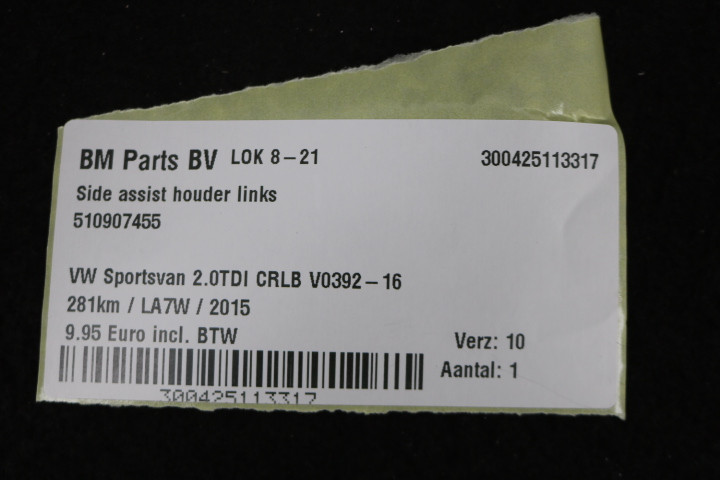 BM Parts BV LOK 8-21 300425113317
Side assist houder links
510907455
VW Sportsvan 2.0TDI CRLB V0392-16
281km / LA7W / 2015
9.95 Euro incl. BTW Verz: 10
Aantal: 1
300425113317